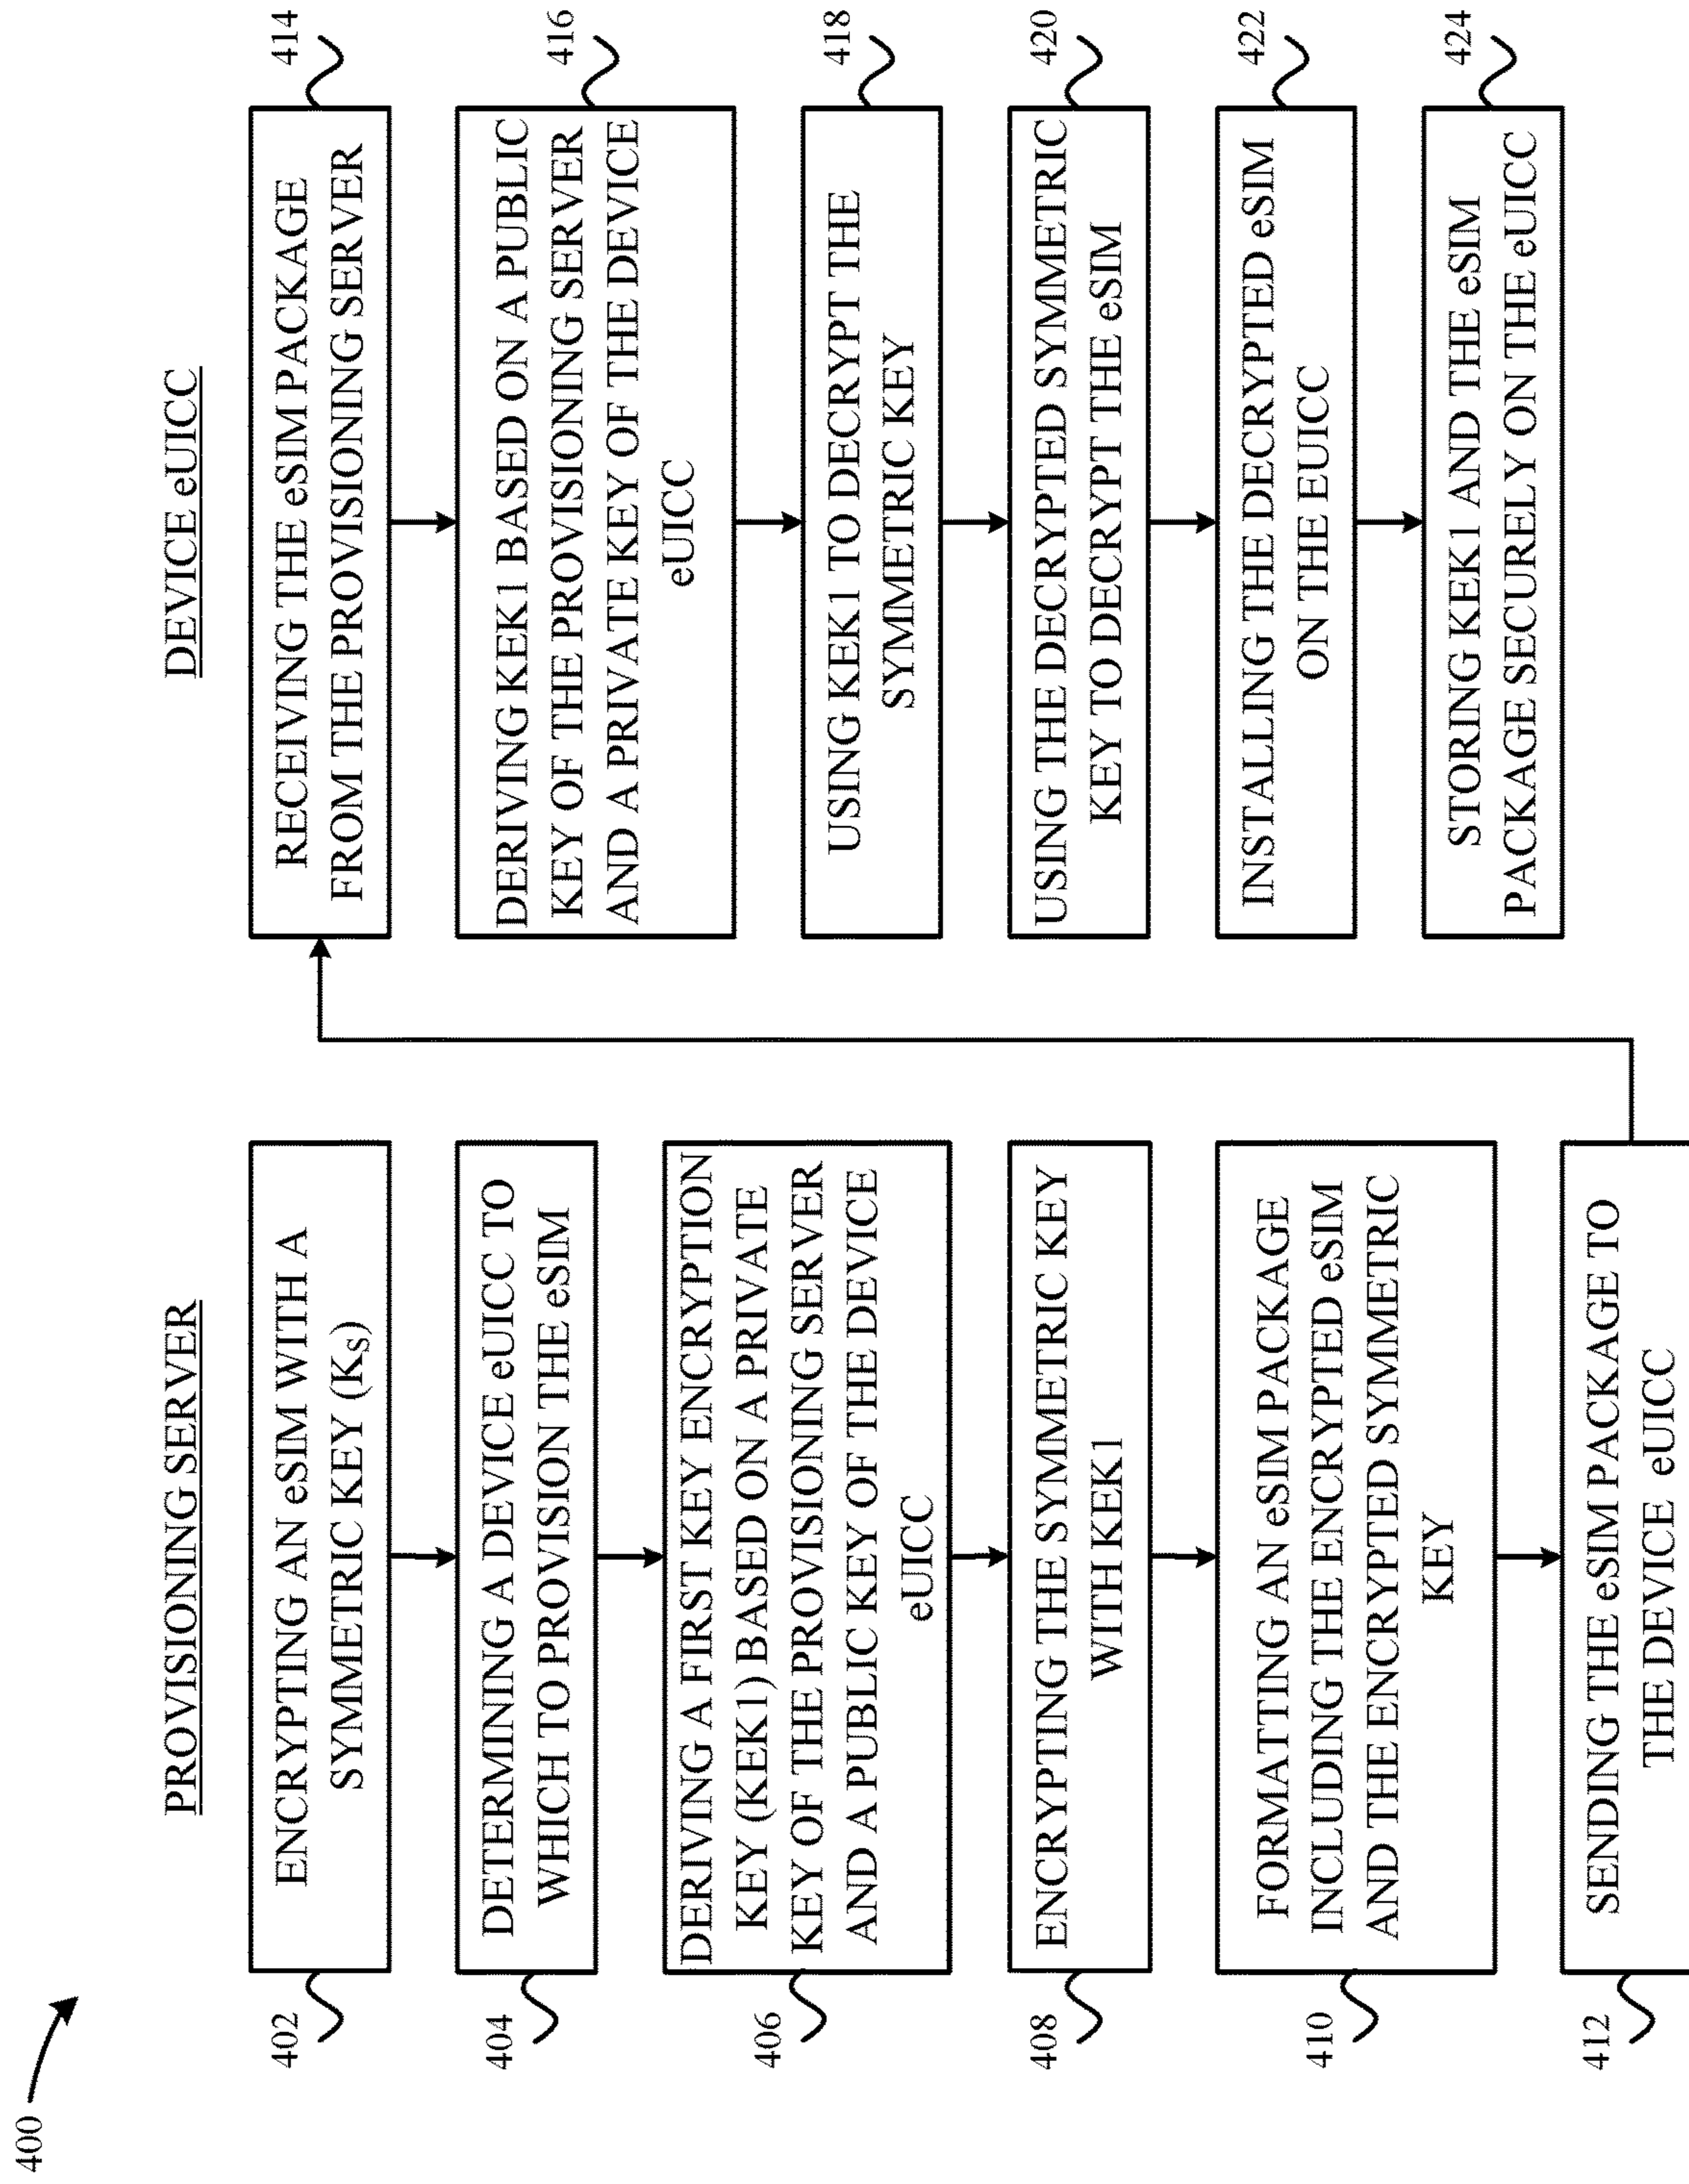 400
PROVISIONING SERVER
402
ENCRYPTING AN eSIM WITH A
SYMMETRIC KEY (KS)
404
DETERMINING A DEVICE eUICC TO
WHICH TO PROVISION THE eSIM
406
DERIVING A FIRST KEY ENCRYPTION
KEY (KEK1) BASED ON A PRIVATE
KEY OF THE PROVISIONING SERVER
AND A PUBLIC KEY OF THE DEVICE
eUICC
408
ENCRYPTING THE SYMMETRIC KEY
WITH KEK1
410
FORMATTING AN eSIM PACKAGE
INCLUDING THE ENCRYPTED eSIM
AND THE ENCRYPTED SYMMETRIC
KEY
412
SENDING THE eSIM PACKAGE TO
THE DEVICE eUICC
DEVICE eUICC
414
RECEIVING THE eSIM PACKAGE
FROM THE PROVISIONING SERVER
416
DERIVING KEK1 BASED ON A PUBLIC
KEY OF THE PROVISIONING SERVER
AND A PRIVATE KEY OF THE DEVICE
eUICC
418
USING KEK1 TO DECRYPT THE
SYMMETRIC KEY
420
USING THE DECRYPTED SYMMETRIC
KEY TO DECRYPT THE eSIM
422
INSTALLING THE DECRYPTED eSIM
ON THE EUICC
424
STORING KEK1 AND THE eSIM
PACKAGE SECURELY ON THE eUICC